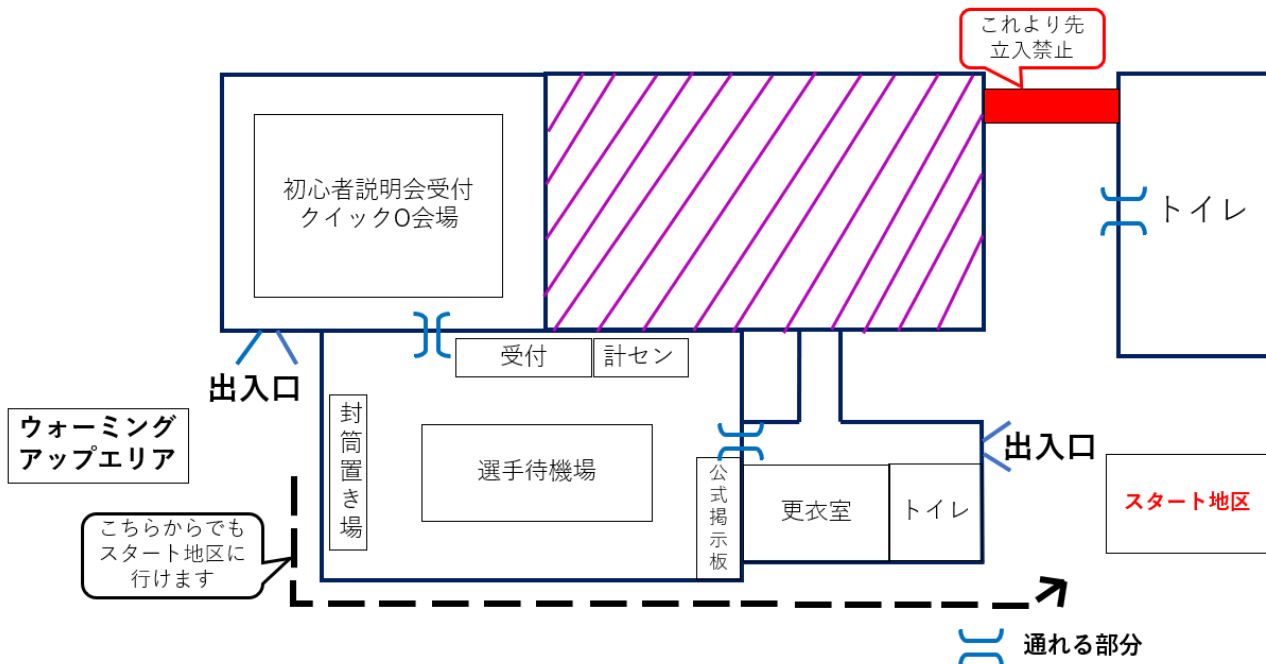 これより先
立入禁止
初心者説明会受付
クイックO会場
トイレ
出入口
受付
計セン
ウォーミング
アップエリア
封筒置き場
選手待機場
公式掲示板
更衣室
トイレ
出入口
スタート地区
こちらからでも
スタート地区に
行けます
通れる部分